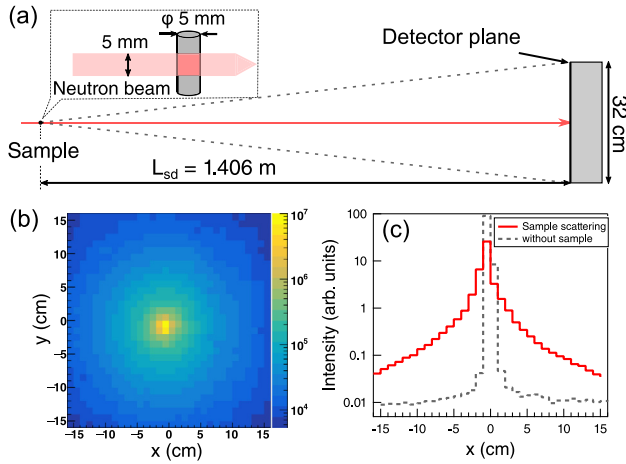 (a)
φ 5 mm
5 mm
Neutron beam
Detector plane
32 cm
Sample
L_sd = 1.406 m
(b)
15
10
5
0
−5
−10
−15
y (cm)
−15 −10 −5 0 5 10 15
x (cm)
10^7
10^6
10^5
10^4
(c)
Sample scattering
without sample
100
10
1
0.1
0.01
Intensity (arb. units)
-15 -10 -5 0 5 10 15
x (cm)